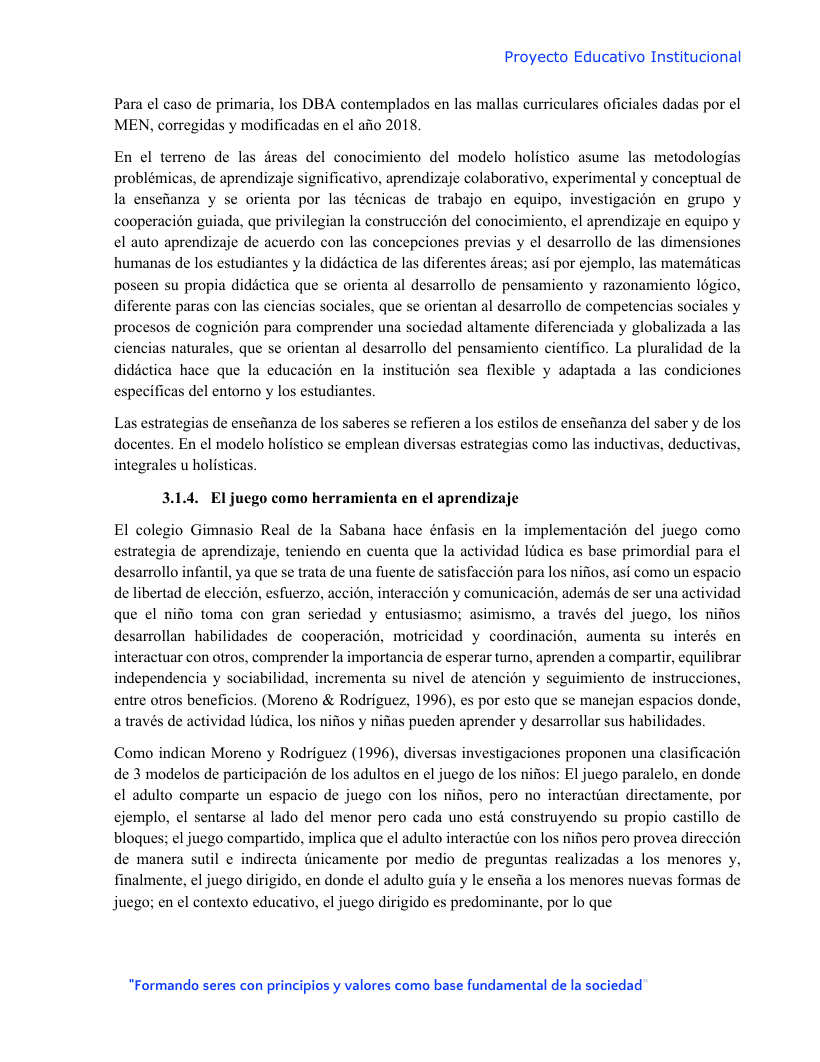 Proyecto Educativo Institucional
Para el caso de primaria, los DBA contemplados en las mallas curriculares oficiales dadas por el
MEN, corregidas y modificadas en el año 2018.
En el terreno de las áreas del conocimiento del modelo holístico asume las metodologías
problémicas, de aprendizaje significativo, aprendizaje colaborativo, experimental y conceptual de
la enseñanza y se orienta por las técnicas de trabajo en equipo, investigación en grupo y
cooperación guiada, que privilegian la construcción del conocimiento, el aprendizaje en equipo y
el auto aprendizaje de acuerdo con las concepciones previas y el desarrollo de las dimensiones
humanas de los estudiantes y la didáctica de las diferentes áreas; así por ejemplo, las matemáticas
poseen su propia didáctica que se orienta al desarrollo de pensamiento y razonamiento lógico,
diferente paras con las ciencias sociales, que se orientan al desarrollo de competencias sociales y
procesos de cognición para comprender una sociedad altamente diferenciada y globalizada a las
ciencias naturales, que se orientan al desarrollo del pensamiento científico. La pluralidad de la
didáctica hace que la educación en la institución sea flexible y adaptada a las condiciones
específicas del entorno y los estudiantes.
Las estrategias de enseñanza de los saberes se refieren a los estilos de enseñanza del saber y de los
docentes. En el modelo holístico se emplean diversas estrategias como las inductivas, deductivas,
integrales u holísticas.
3.1.4. El juego como herramienta en el aprendizaje
El colegio Gimnasio Real de la Sabana hace énfasis en la implementación del juego como
estrategia de aprendizaje, teniendo en cuenta que la actividad lúdica es base primordial para el
desarrollo infantil, ya que se trata de una fuente de satisfacción para los niños, así como un espacio
de libertad de elección, esfuerzo, acción, interacción y comunicación, además de ser una actividad
que el niño toma con gran seriedad y entusiasmo; asimismo, a través del juego, los niños
desarrollan habilidades de cooperación, motricidad y coordinación, aumenta su interés en
interactuar con otros, comprender la importancia de esperar turno, aprenden a compartir, equilibrar
independencia y sociabilidad, incrementa su nivel de atención y seguimiento de instrucciones,
entre otros beneficios. (Moreno & Rodríguez, 1996), es por esto que se manejan espacios donde,
a través de actividad lúdica, los niños y niñas pueden aprender y desarrollar sus habilidades.
Como indican Moreno y Rodríguez (1996), diversas investigaciones proponen una clasificación
de 3 modelos de participación de los adultos en el juego de los niños: El juego paralelo, en donde
el adulto comparte un espacio de juego con los niños, pero no interactúan directamente, por
ejemplo, el sentarse al lado del menor pero cada uno está construyendo su propio castillo de
bloques; el juego compartido, implica que el adulto interactúe con los niños pero provea dirección
de manera sutil e indirecta únicamente por medio de preguntas realizadas a los menores y,
finalmente, el juego dirigido, en donde el adulto guía y le enseña a los menores nuevas formas de
juego; en el contexto educativo, el juego dirigido es predominante, por lo que
"Formando seres con principios y valores como base fundamental de la sociedad"